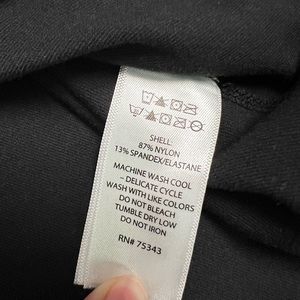 SHELL:
87% NYLON
13% SPANDEX/ELASTANE
MACHINE WASH COOL
– DELICATE CYCLE
WASH WITH LIKE COLORS
DO NOT BLEACH
TUMBLE DRY LOW
DO NOT IRON
RN# 75343